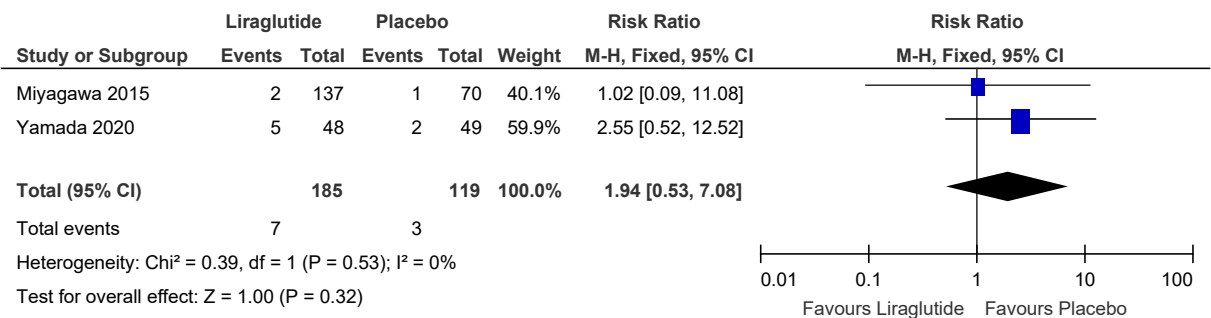 Liraglutide Placebo Risk Ratio Risk Ratio
Study or Subgroup Events Total Events Total Weight M-H, Fixed, 95% CI M-H, Fixed, 95% CI
Miyagawa 2015 2 137 1 70 40.1% 1.02 [0.09, 11.08]
Yamada 2020 5 48 2 49 59.9% 2.55 [0.52, 12.52]
Total (95% CI) 185 119 100.0% 1.94 [0.53, 7.08]
Total events 7 3
Heterogeneity: Chi² = 0.39, df = 1 (P = 0.53); I² = 0%
Test for overall effect: Z = 1.00 (P = 0.32)
0.01 0.1 1 10 100
Favours Liraglutide Favours Placebo